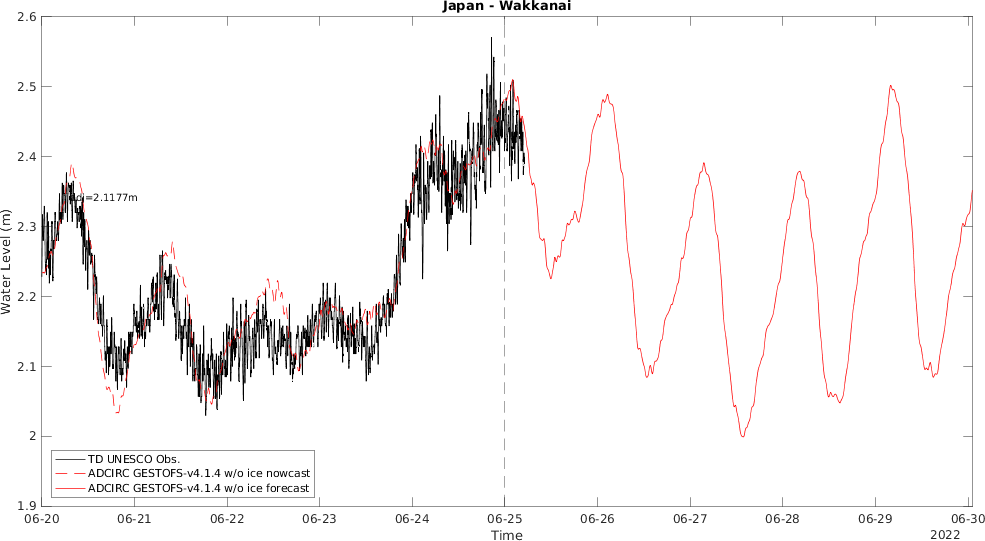 Japan - Wakkanai
Water Level (m)
2.6
2.5
2.4
2.3
2.2
2.1
2
1.9
=2.1177m
TD UNESCO Obs.
ADCIRC GESTOFS-v4.1.4 w/o ice nowcast
ADCIRC GESTOFS-v4.1.4 w/o ice forecast
06-20 06-21 06-22 06-23 06-24 06-25 06-26 06-27 06-28 06-29 06-30
Time
2022